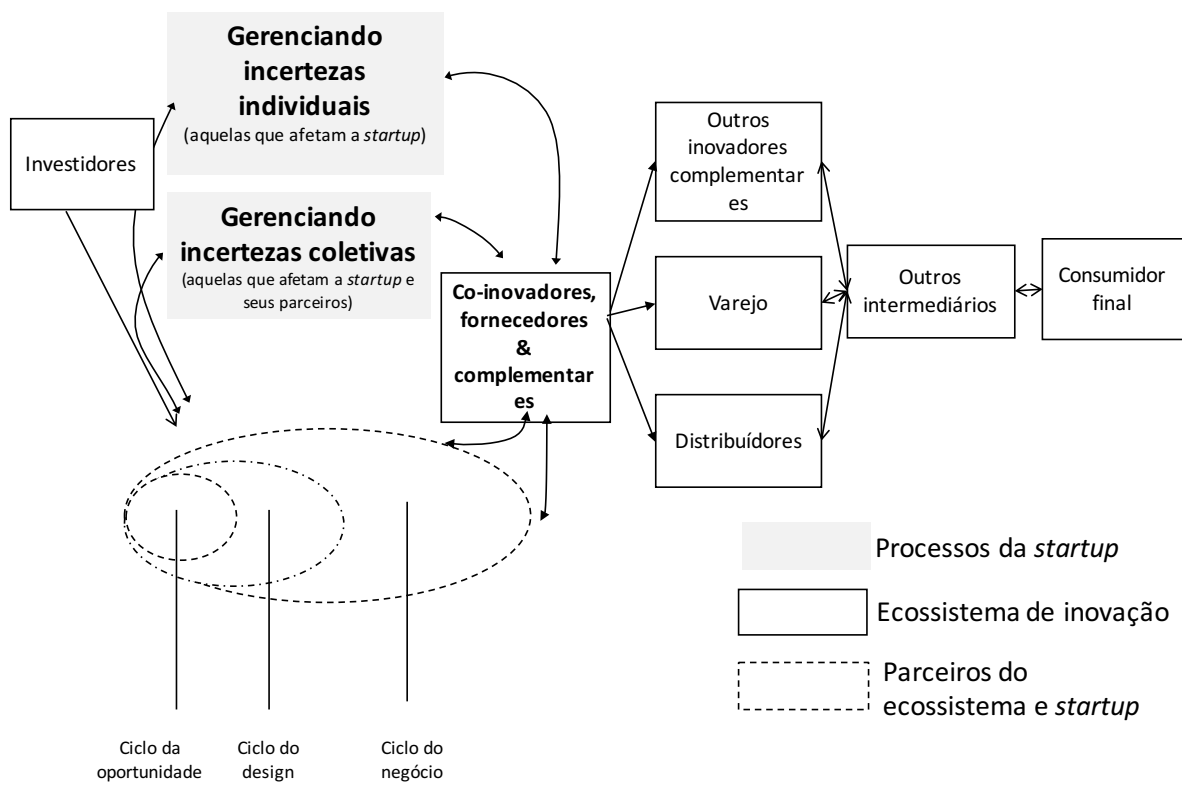 Gerenciando
incertezas
individuais
(aquelas que afetam a startup)
Investidores
Gerenciando
incertezas coletivas
(aquelas que afetam a startup e
seus parceiros)
Co-inovadores,
fornecedores
&
complementar
es
Outros
inovadores
complementar
es
Varejo
Distribuídores
Outros
intermediários
Consumidor
final
Processos da startup
Ecossistema de inovação
Parceiros do
ecossistema e startup
Ciclo da
oportunidade
Ciclo do
design
Ciclo do
negócio